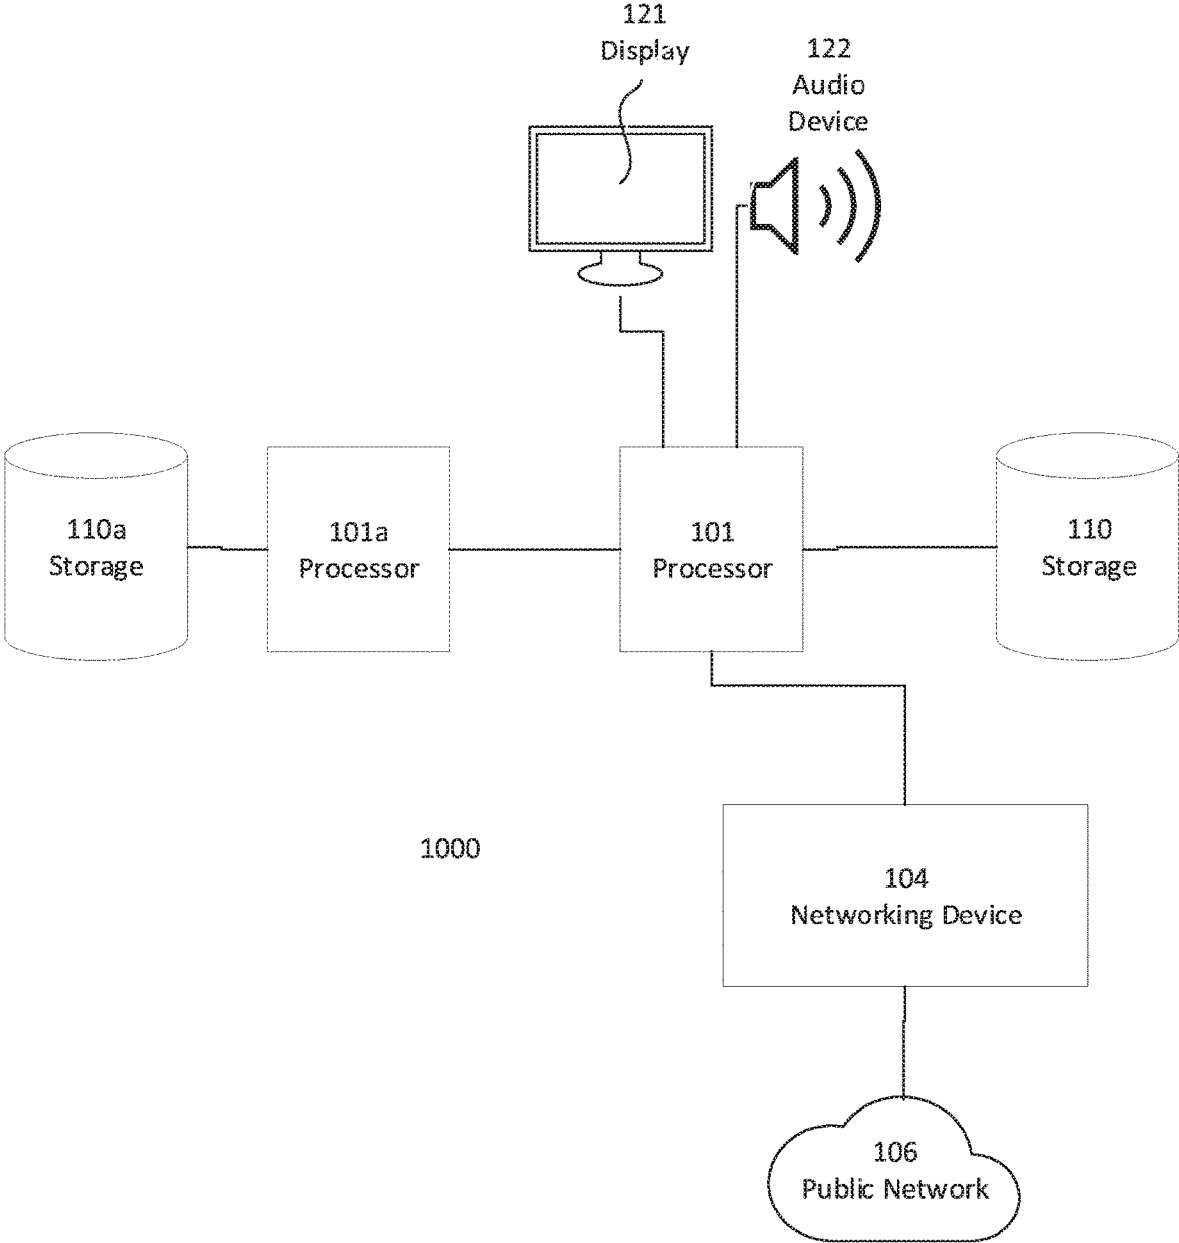 121
Display
122
Audio
Device
110a
Storage
101a
Processor
101
Processor
110
Storage
1000
104
Networking Device
106
Public Network